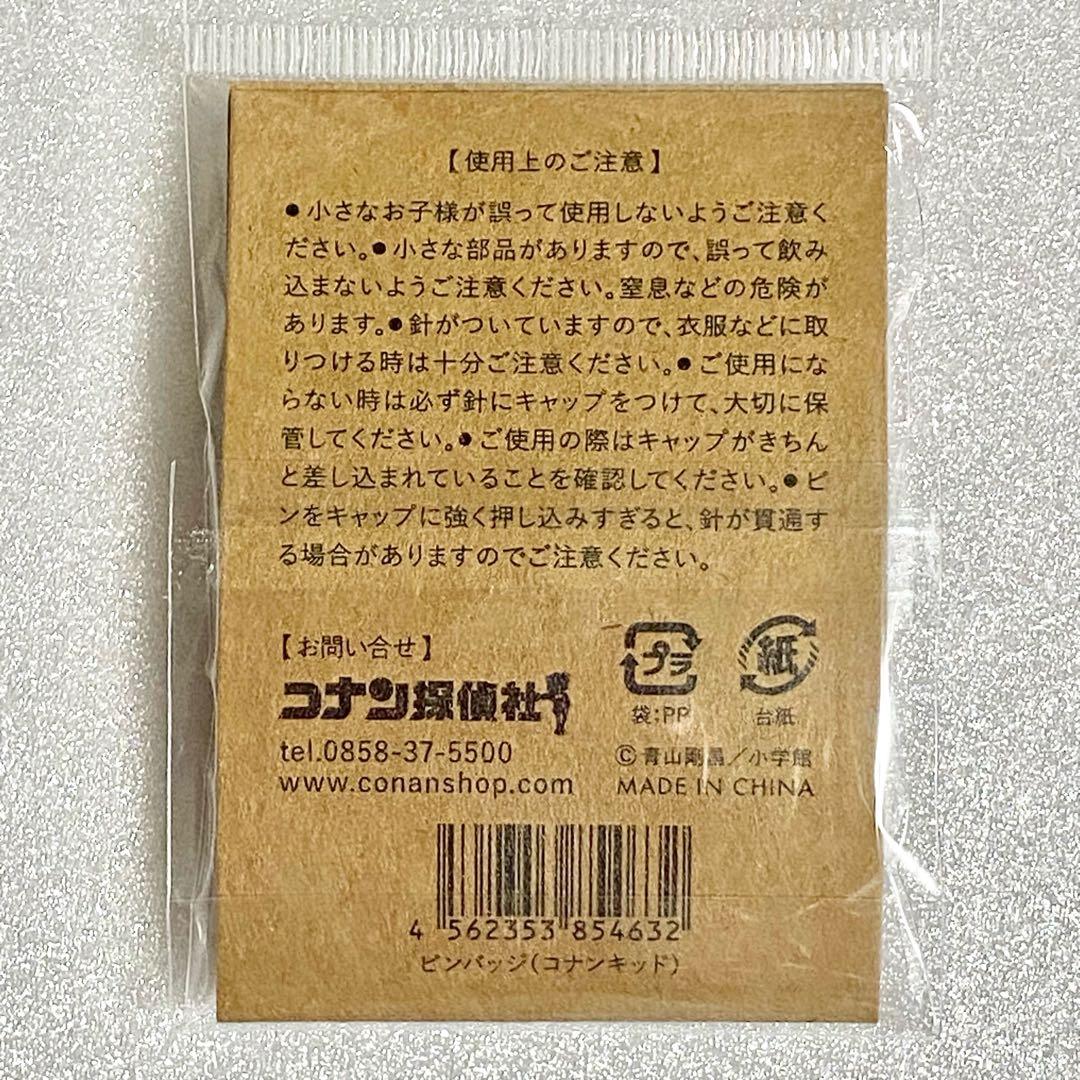 【使用上のご注意】
●小さなお子様が誤って使用しないようご注意く
ださい。●小さな部品がありますので、誤って飲み
込まないようご注意ください。窒息などの危険が
あります。●針がついていますので、衣服などに取
りつける時は十分ご注意ください。●ご使用にな
らない時は必ず針にキャップをつけて、大切に保
管してください。●ご使用の際はキャップがきちん
と差し込まれていることを確認してください。●ピ
ンをキャップに強く押し込みすぎると、針が貫通す
る場合がありますのでご注意ください。
【お問い合せ】
コナン探偵社
tel.0858-37-5500
www.conanshop.com
プラ
袋:PP
紙
台紙
©青山剛昌／小学館
MADE IN CHINA
4 562353 854632
ピンバッジ(コナンキッド)